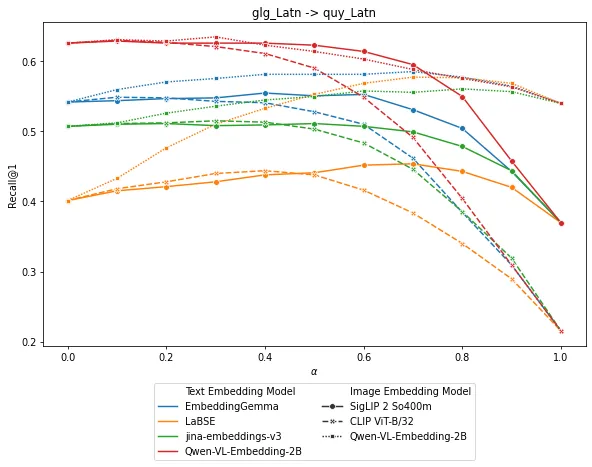 glg_Latn -> quy_Latn
0.6
0.5
0.4
0.3
0.2
Recall@1
0.0 0.2 0.4 0.6 0.8 1.0
α
Text Embedding Model Image Embedding Model
EmbeddingGemma SigLIP 2 So400m
LaBSE CLIP ViT-B/32
jina-embeddings-v3 Qwen-VL-Embedding-2B
Qwen-VL-Embedding-2B